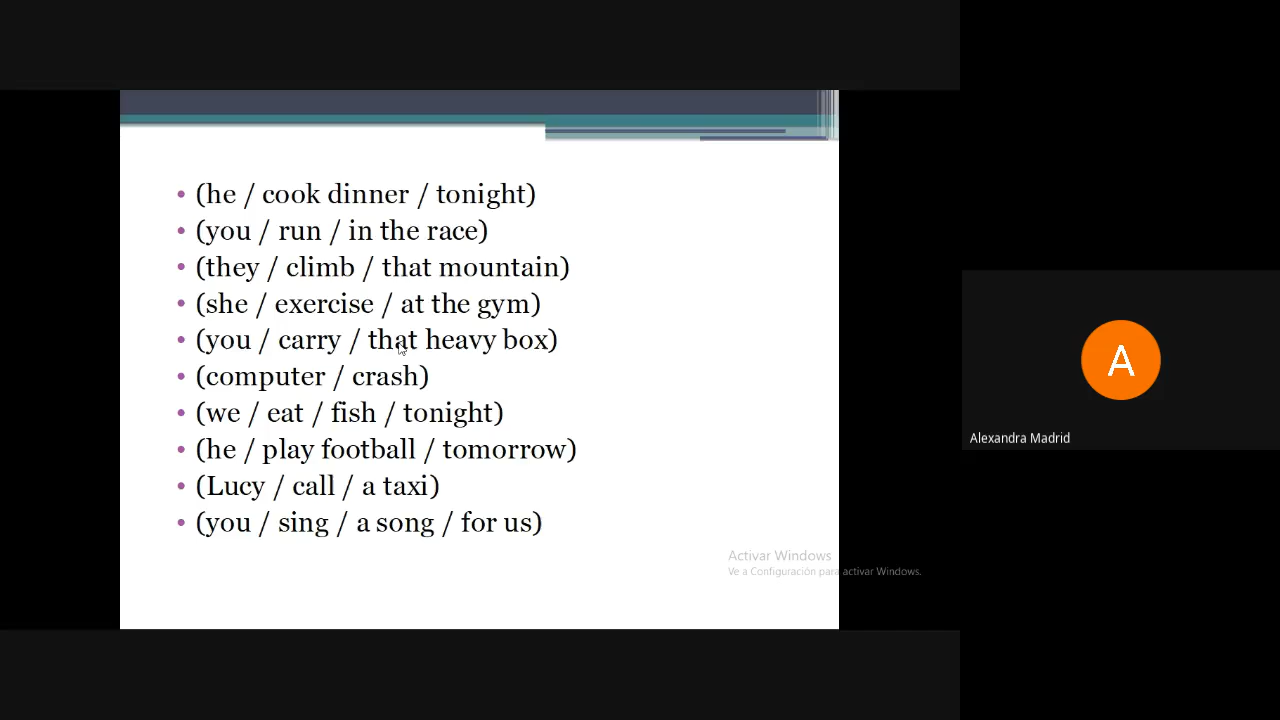 • (he / cook dinner / tonight)
• (you / run / in the race)
• (they / climb / that mountain)
• (she / exercise / at the gym)
• (you / carry / that heavy box)
• (computer / crash)
• (we / eat / fish / tonight)
• (he / play football / tomorrow)
• (Lucy / call / a taxi)
• (you / sing / a song / for us)
Activar Windows
Ve a Configuración para activar Windows.
A
Alexandra Madrid